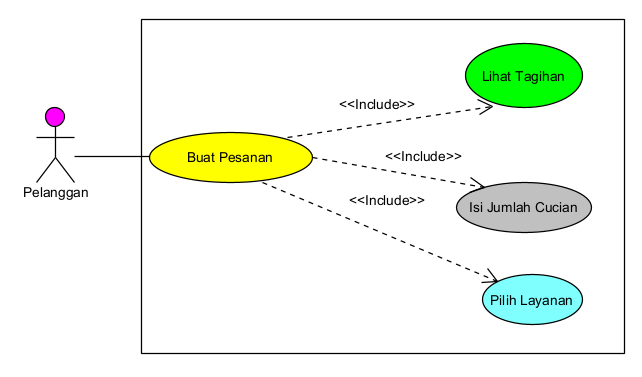 Lihat Tagihan
<<Include>>
Buat Pesanan
<<Include>>
Pelanggan
<<Include>>
Isi Jumlah Cucian
Pilih Layanan